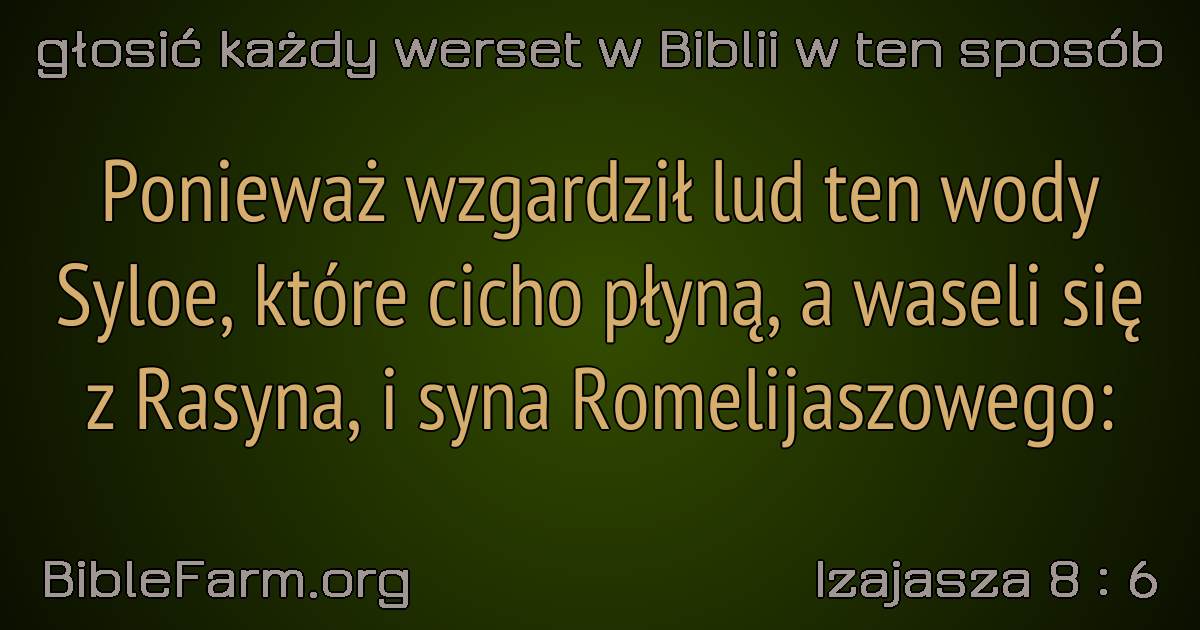 głosić każdy werset w Biblii w ten sposób
Ponieważ wzgardził lud ten wody
Syloe, które cicho płyną, a waseli się
z Rasyna, i syna Romelijaszowego:
BibleFarm.org
Izajasza 8 : 6